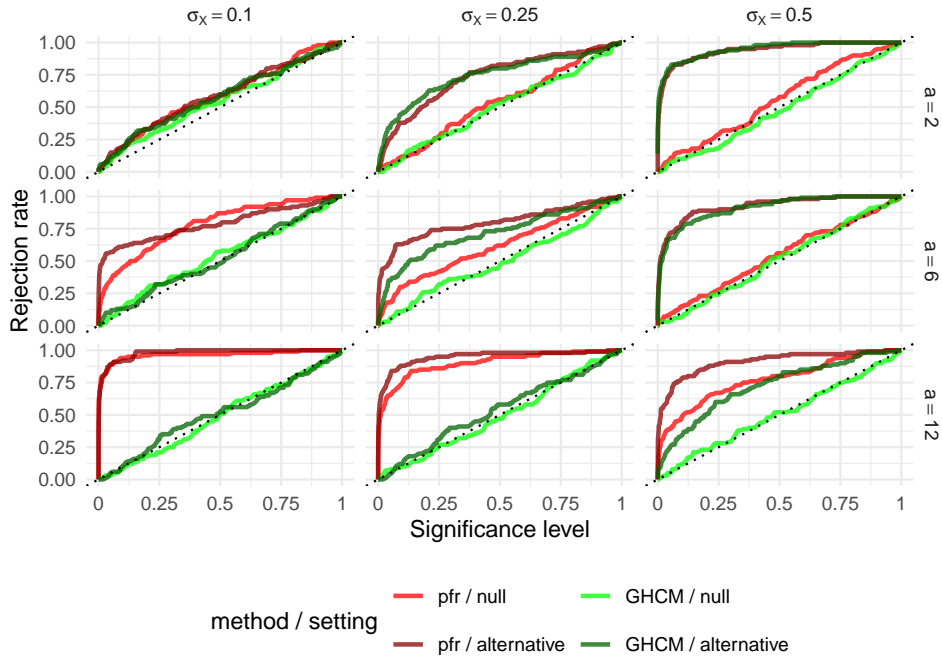 σX = 0.1 σX = 0.25 σX = 0.5
1.00
0.75
0.50
0.25
0.00
a = 2
1.00
0.75
0.50
0.25
0.00
a = 6
1.00
0.75
0.50
0.25
0.00
a = 12
Rejection rate
0 0.25 0.5 0.75 1 0 0.25 0.5 0.75 1 0 0.25 0.5 0.75 1
Significance level
method / setting
pfr / null GHCM / null
pfr / alternative GHCM / alternative